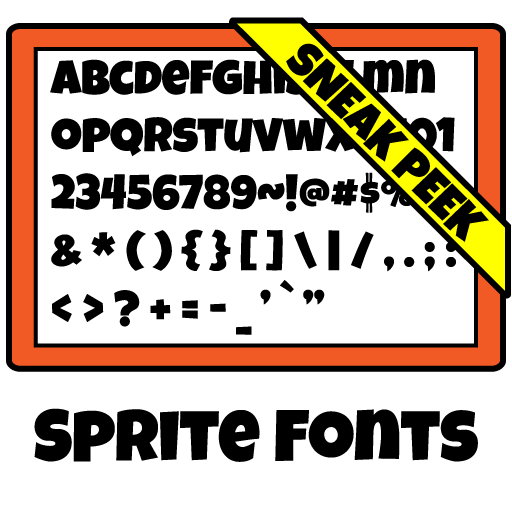 ABCDeFGHI mn
OPQRSTUVWX 01
23456789~!@#$%
& * ( ) { } [ ] \ | / , . ; :
< > ? + = - _ ’ ` ”
SNEAK PEEK
SPRITe FONTS